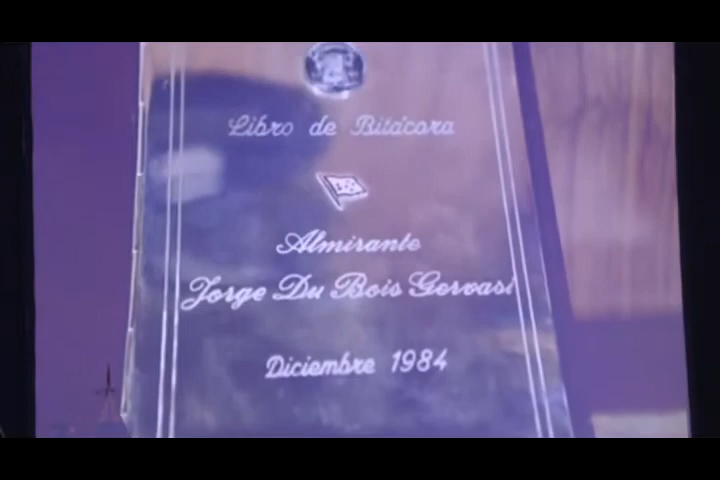 Libro de Bitácora
Almirante
Jorge Du Bois Gervasi
Diciembre 1984